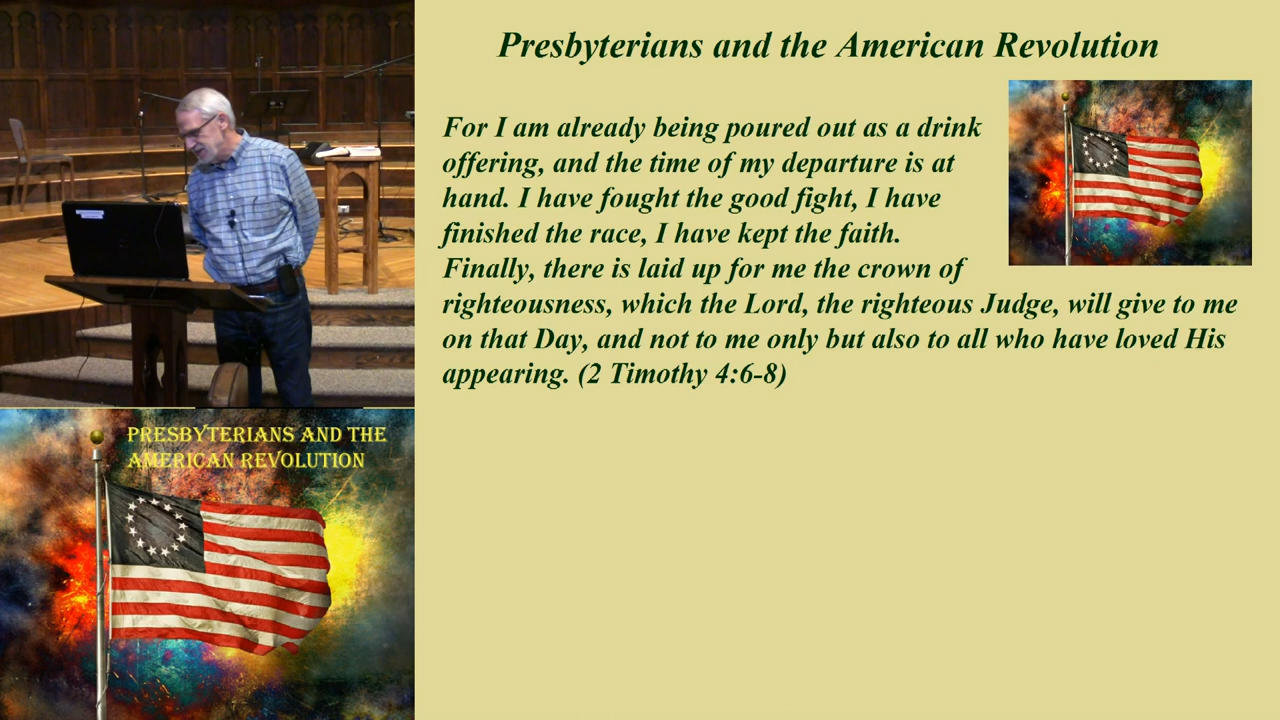 Presbyterians and the American Revolution
For I am already being poured out as a drink
offering, and the time of my departure is at
hand. I have fought the good fight, I have
finished the race, I have kept the faith.
Finally, there is laid up for me the crown of
righteousness, which the Lord, the righteous Judge, will give to me
on that Day, and not to me only but also to all who have loved His
appearing. (2 Timothy 4:6-8)
PRESBYTERIANS AND THE
AMERICAN REVOLUTION